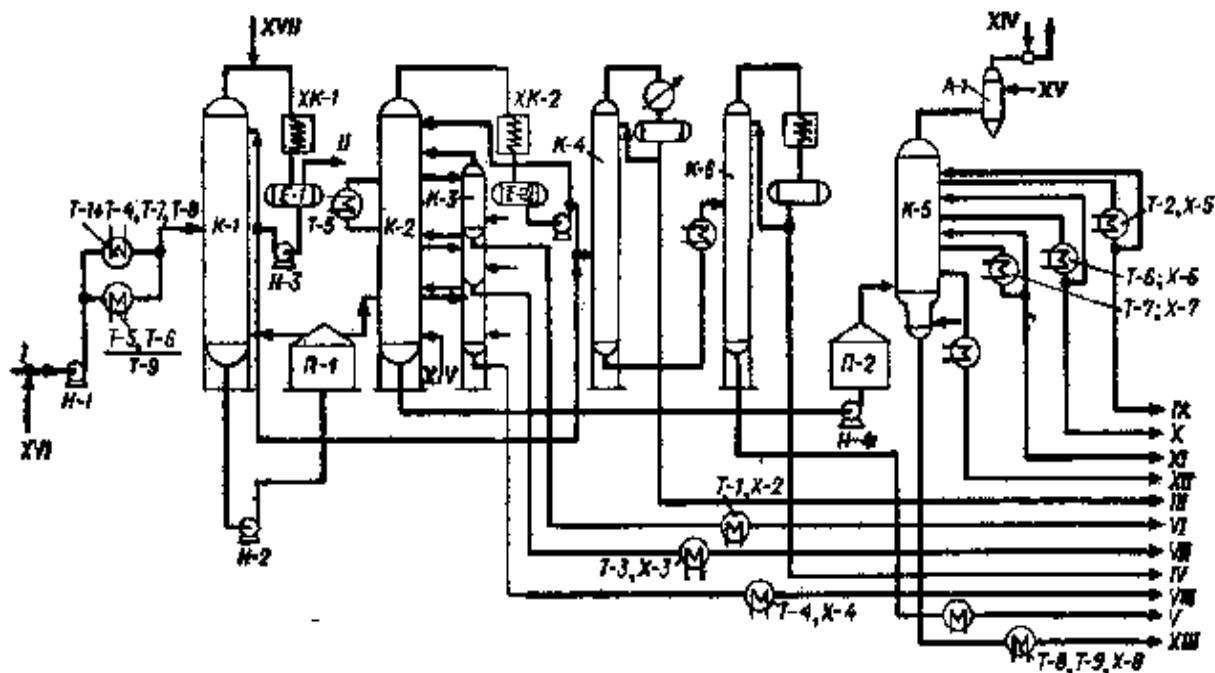 XVII
XIV
A-1
XV
XK-1
XK-2
II
K-4
K-6
T-1, T-4, T-7, T-8
K-1
E-1
T-5
K-2
K-3
K-5
T-2, X-5
H-3
T-6; X-6
T-7; X-7
T-5, T-6
T-9
П-1
XIV
П-2
I
H-1
XVI
H-4
IX
X
XI
XII
T-1, X-2
III
VI
H-2
T-3, X-3
IV
T-4, X-4
VIII
V
XIII
T-8, T-9, X-8